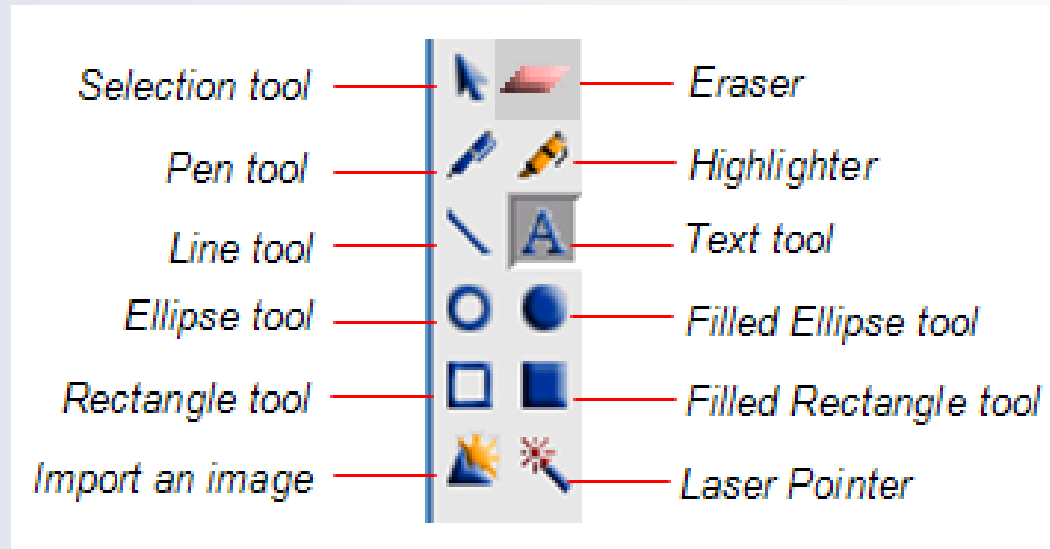 Selection tool
Eraser
Pen tool
Highlighter
Line tool
A
Text tool
Ellipse tool
Filled Ellipse tool
Rectangle tool
Filled Rectangle tool
Import an image
Laser Pointer